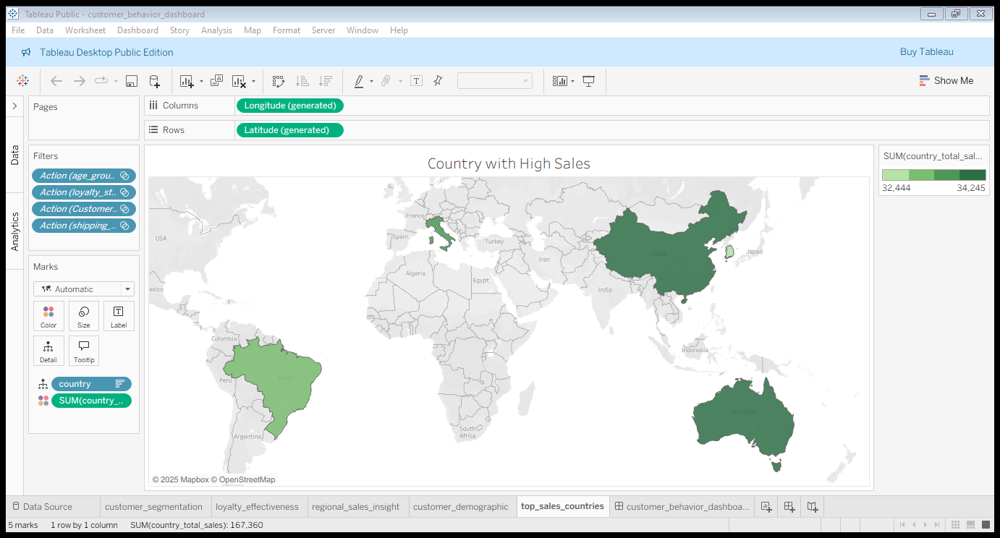 Tableau Public - customer_behavior_dashboard
File Data Worksheet Dashboard Story Analysis Map Format Server Window Help
Tableau Desktop Public Edition
Buy Tableau
Show Me
Pages
Columns
Longitude (generated)
Rows
Latitude (generated)
Data
Analytics
Filters
Action (age_grou..
Action (loyalty_st..
Action (Customer..
Action (shipping_..
Marks
Automatic
Color Size Label
Detail Tooltip
country
SUM(country_..
Country with High Sales
USA
France
Spain
Turkey
Iran
China
Japan
exico
Algeria
Egypt
India
Colombia
Indonesia
Brazil
Peru
Australia
Argentina
South
Africa
© 2025 Mapbox © OpenStreetMap
SUM(country_total_sal...
32,444 34,245
Data Source customer_segmentation loyalty_effectiveness regional_sales_insight customer_demographic top_sales_countries customer_behavior_dashboa...
5 marks 1 row by 1 column SUM(country_total_sales): 167,360